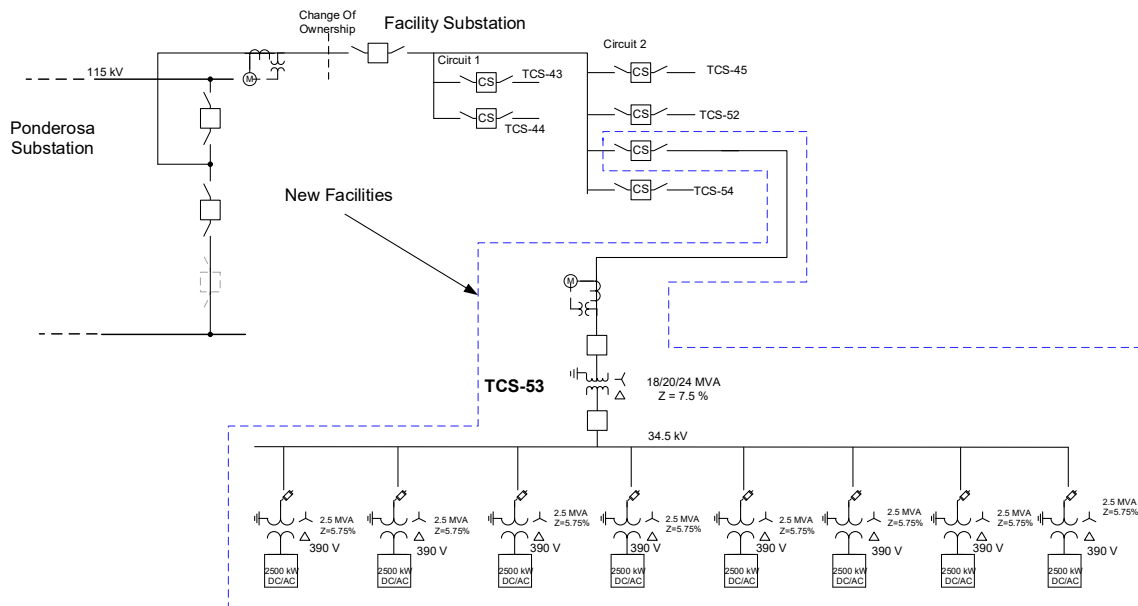 Change Of
Ownership
Facility Substation
115 kV
M
Circuit 1
CS
TCS-43
CS
TCS-44
Circuit 2
CS
TCS-45
CS
TCS-52
CS
CS
TCS-54
Ponderosa
Substation
New Facilities
M
TCS-53
18/20/24 MVA
Z = 7.5 %
34.5 kV
2.5 MVA
Z=5.75%
390 V
2500 kW
DC/AC
2.5 MVA
Z=5.75%
390 V
2500 kW
DC/AC
2.5 MVA
Z=5.75%
390 V
2500 kW
DC/AC
2.5 MVA
Z=5.75%
390 V
2500 kW
DC/AC
2.5 MVA
Z=5.75%
390 V
2500 kW
DC/AC
2.5 MVA
Z=5.75%
390 V
2500 kW
DC/AC
2.5 MVA
Z=5.75%
390 V
2500 kW
DC/AC
2.5 MVA
Z=5.75%
390 V
2500 kW
DC/AC